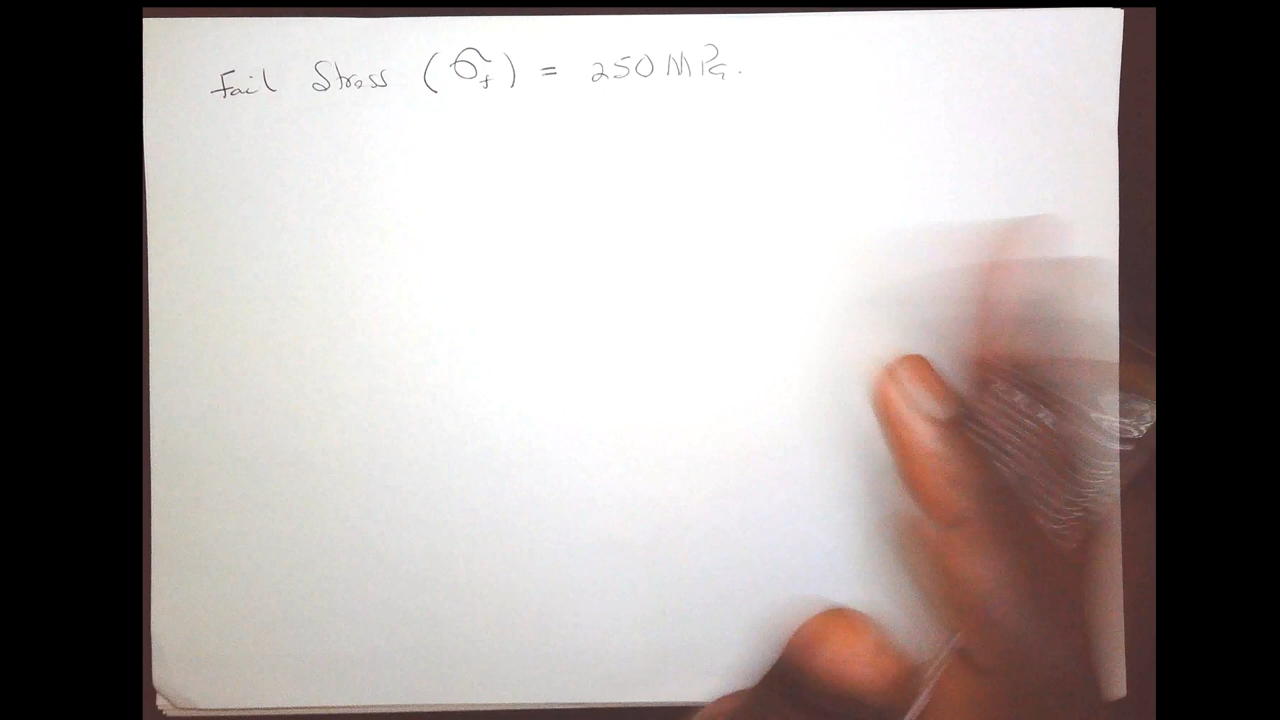 Fail Stress (σf) = 250 MPa.